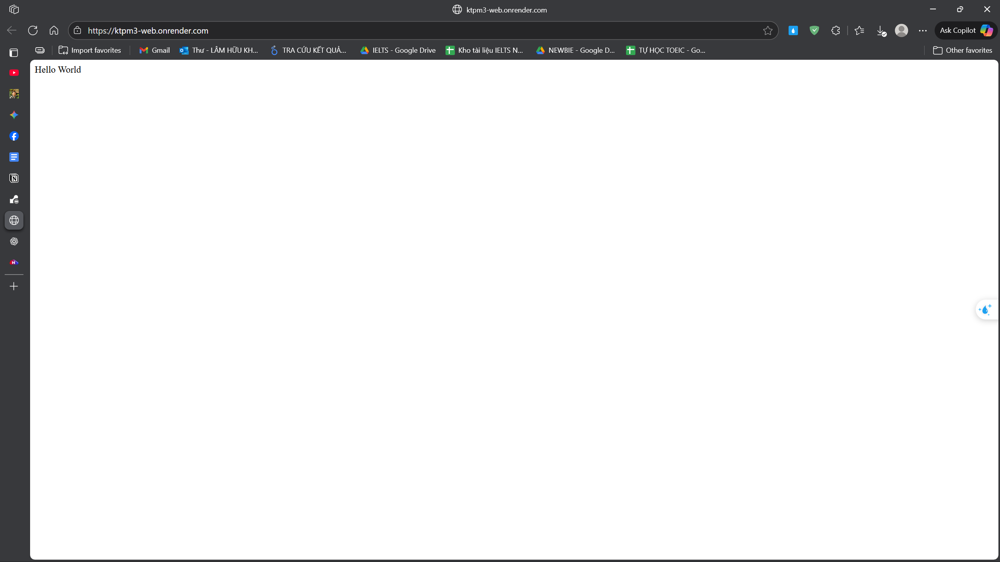 ktpm3-web.onrender.com
https://ktpm3-web.onrender.com
Ask Copilot
Import favorites
Gmail
Thư - LÂM HỮU KH...
TRA CỨU KẾT QUẢ...
IELTS - Google Drive
Kho tài liệu IELTS N...
NEWBIE - Google D...
TỰ HỌC TOEIC - Go...
Other favorites
Hello World